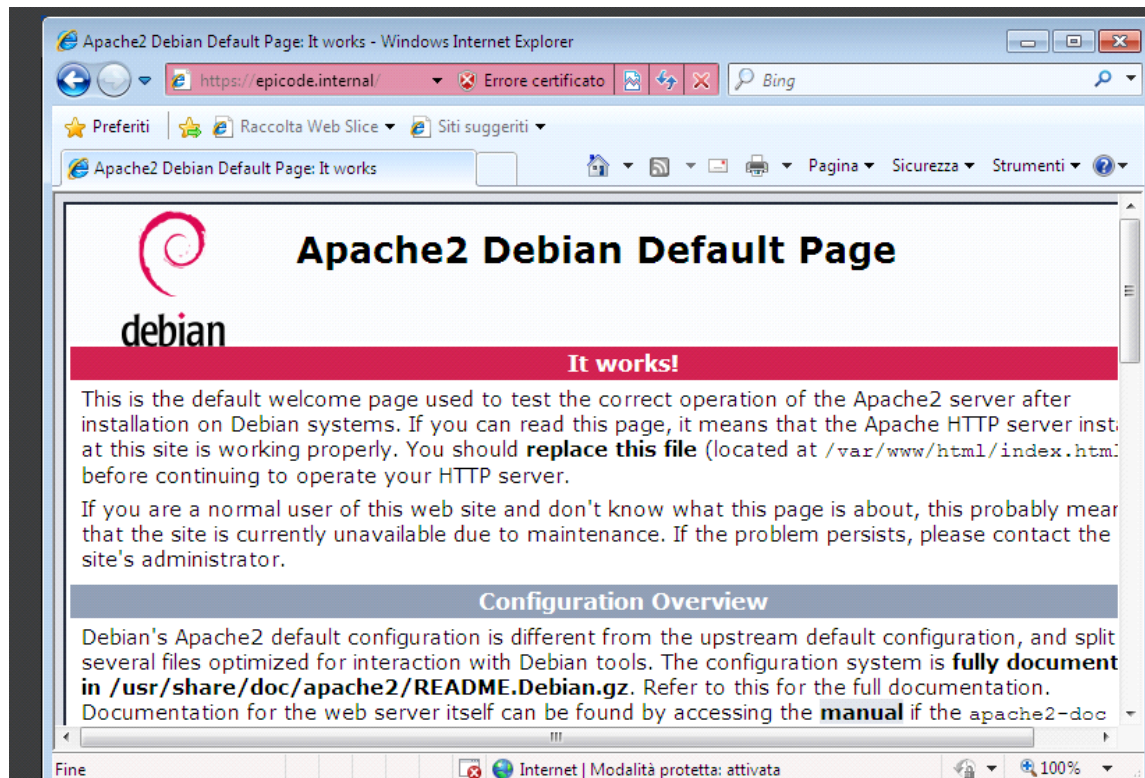 Apache2 Debian Default Page: It works - Windows Internet Explorer
https://epicode.internal/ Errore certificato Bing
Preferiti Raccolta Web Slice Siti suggeriti
Apache2 Debian Default Page: It works Pagina Sicurezza Strumenti
Apache2 Debian Default Page
debian
It works!
This is the default welcome page used to test the correct operation of the Apache2 server after
installation on Debian systems. If you can read this page, it means that the Apache HTTP server
at this site is working properly. You should replace this file (located at /var/www/html/index.html
before continuing to operate your HTTP server.
If you are a normal user of this web site and don't know what this page is about, this probably
that the site is currently unavailable due to maintenance. If the problem persists, please contact the
site's administrator.
Configuration Overview
Debian's Apache2 default configuration is different from the upstream default configuration, and split
several files optimized for interaction with Debian tools. The configuration system is fully document
in /usr/share/doc/apache2/README.Debian.gz. Refer to this for the full documentation.
Documentation for the web server itself can be found by accessing the manual if the apache2-doc
Fine Internet | Modalità protetta: attivata 100%